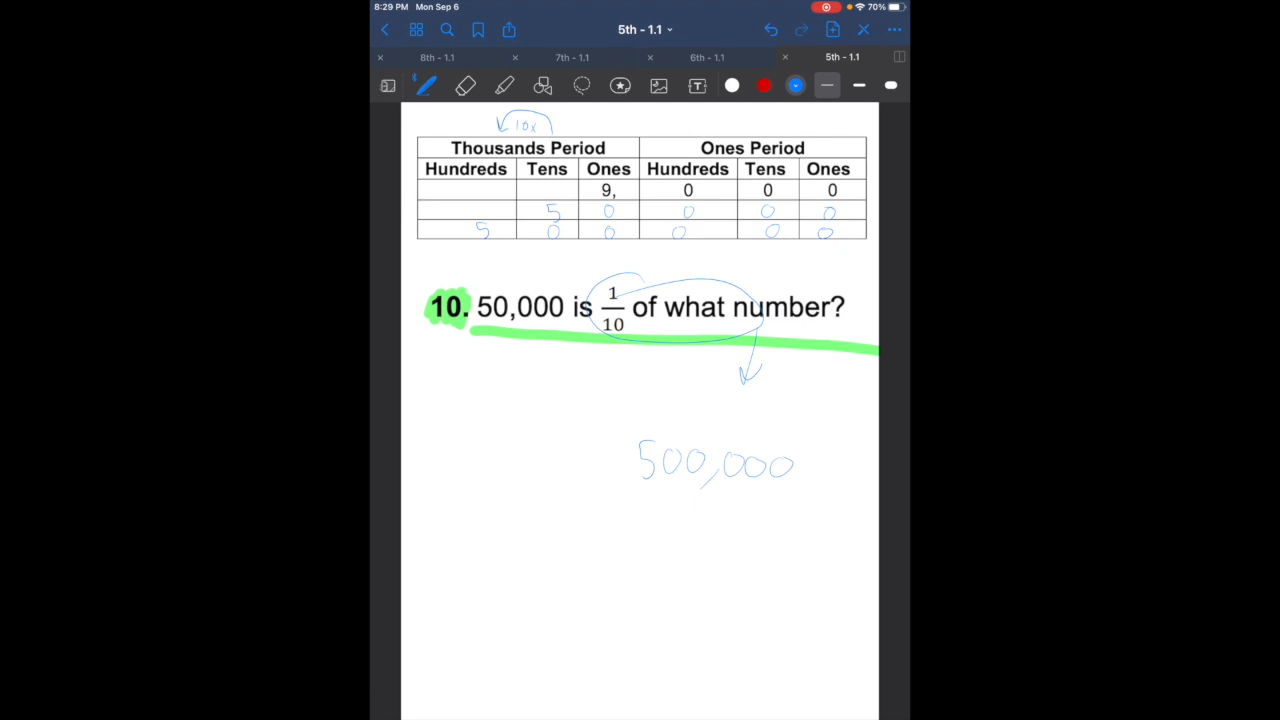 8:29 PM Mon Sep 6 70%
5th - 1.1
8th - 1.1 7th - 1.1 6th - 1.1 5th - 1.1
T
10x
Thousands Period Ones Period
Hundreds Tens Ones Hundreds Tens Ones
9, 0 0 0
5 0 0 0 0
5 0 0 0 0 0
10. 50,000 is 1/10 of what number?
500,000